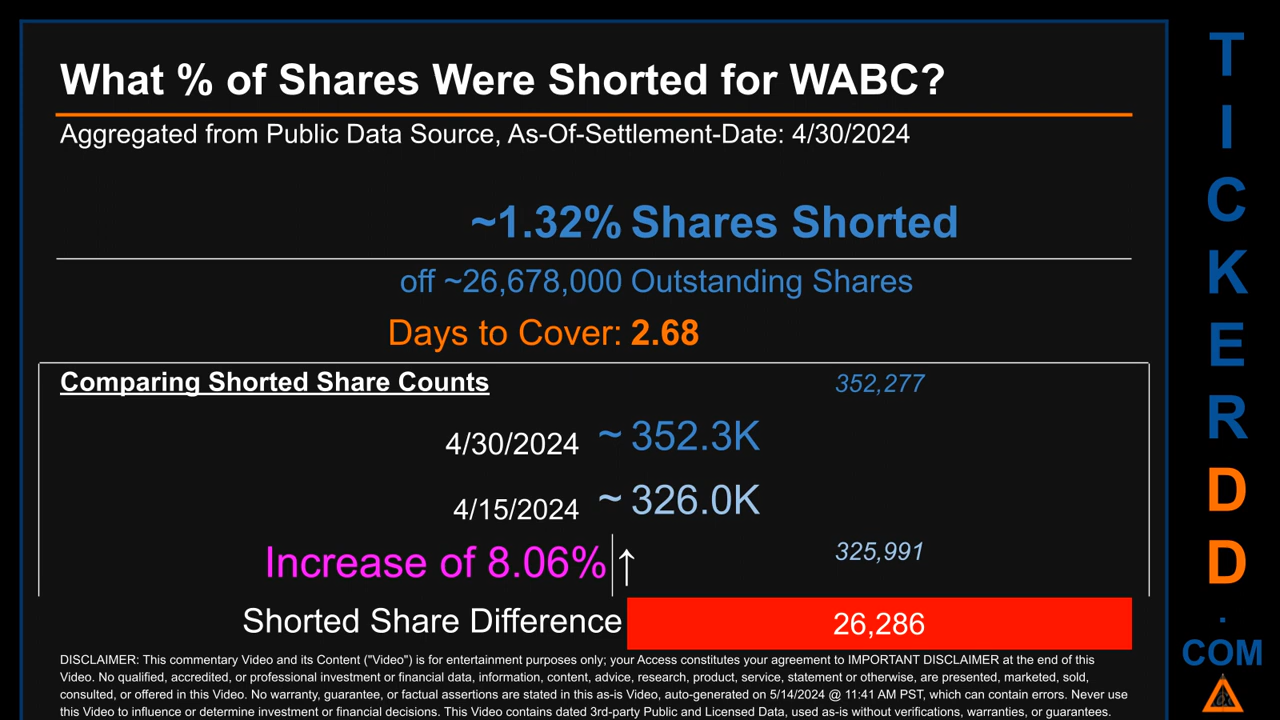 What % of Shares Were Shorted for WABC?
Aggregated from Public Data Source, As-Of-Settlement-Date: 4/30/2024
~1.32% Shares Shorted
off ~26,678,000 Outstanding Shares
Days to Cover: 2.68
Comparing Shorted Share Counts 352,277
4/30/2024 ~ 352.3K
4/15/2024 ~ 326.0K
Increase of 8.06% ↑ 325,991
Shorted Share Difference 26,286
DISCLAIMER: This commentary Video and its Content ("Video") is for entertainment purposes only; your Access constitutes your agreement to IMPORTANT DISCLAIMER at the end of this
Video. No qualified, accredited, or professional investment or financial data, information, content, advice, research, product, service, statement or otherwise, are presented, marketed, sold,
consulted, or offered in this Video. No warranty, guarantee, or factual assertions are stated in this as-is Video, auto-generated on 5/14/2024 @ 11:41 AM PST, which can contain errors. Never use
this Video to influence or determine investment or financial decisions. This Video contains dated 3rd-party Public and Licensed Data, used as-is without verifications, warranties, or guarantees.
T
I
C
K
E
R
D
D
.
COM